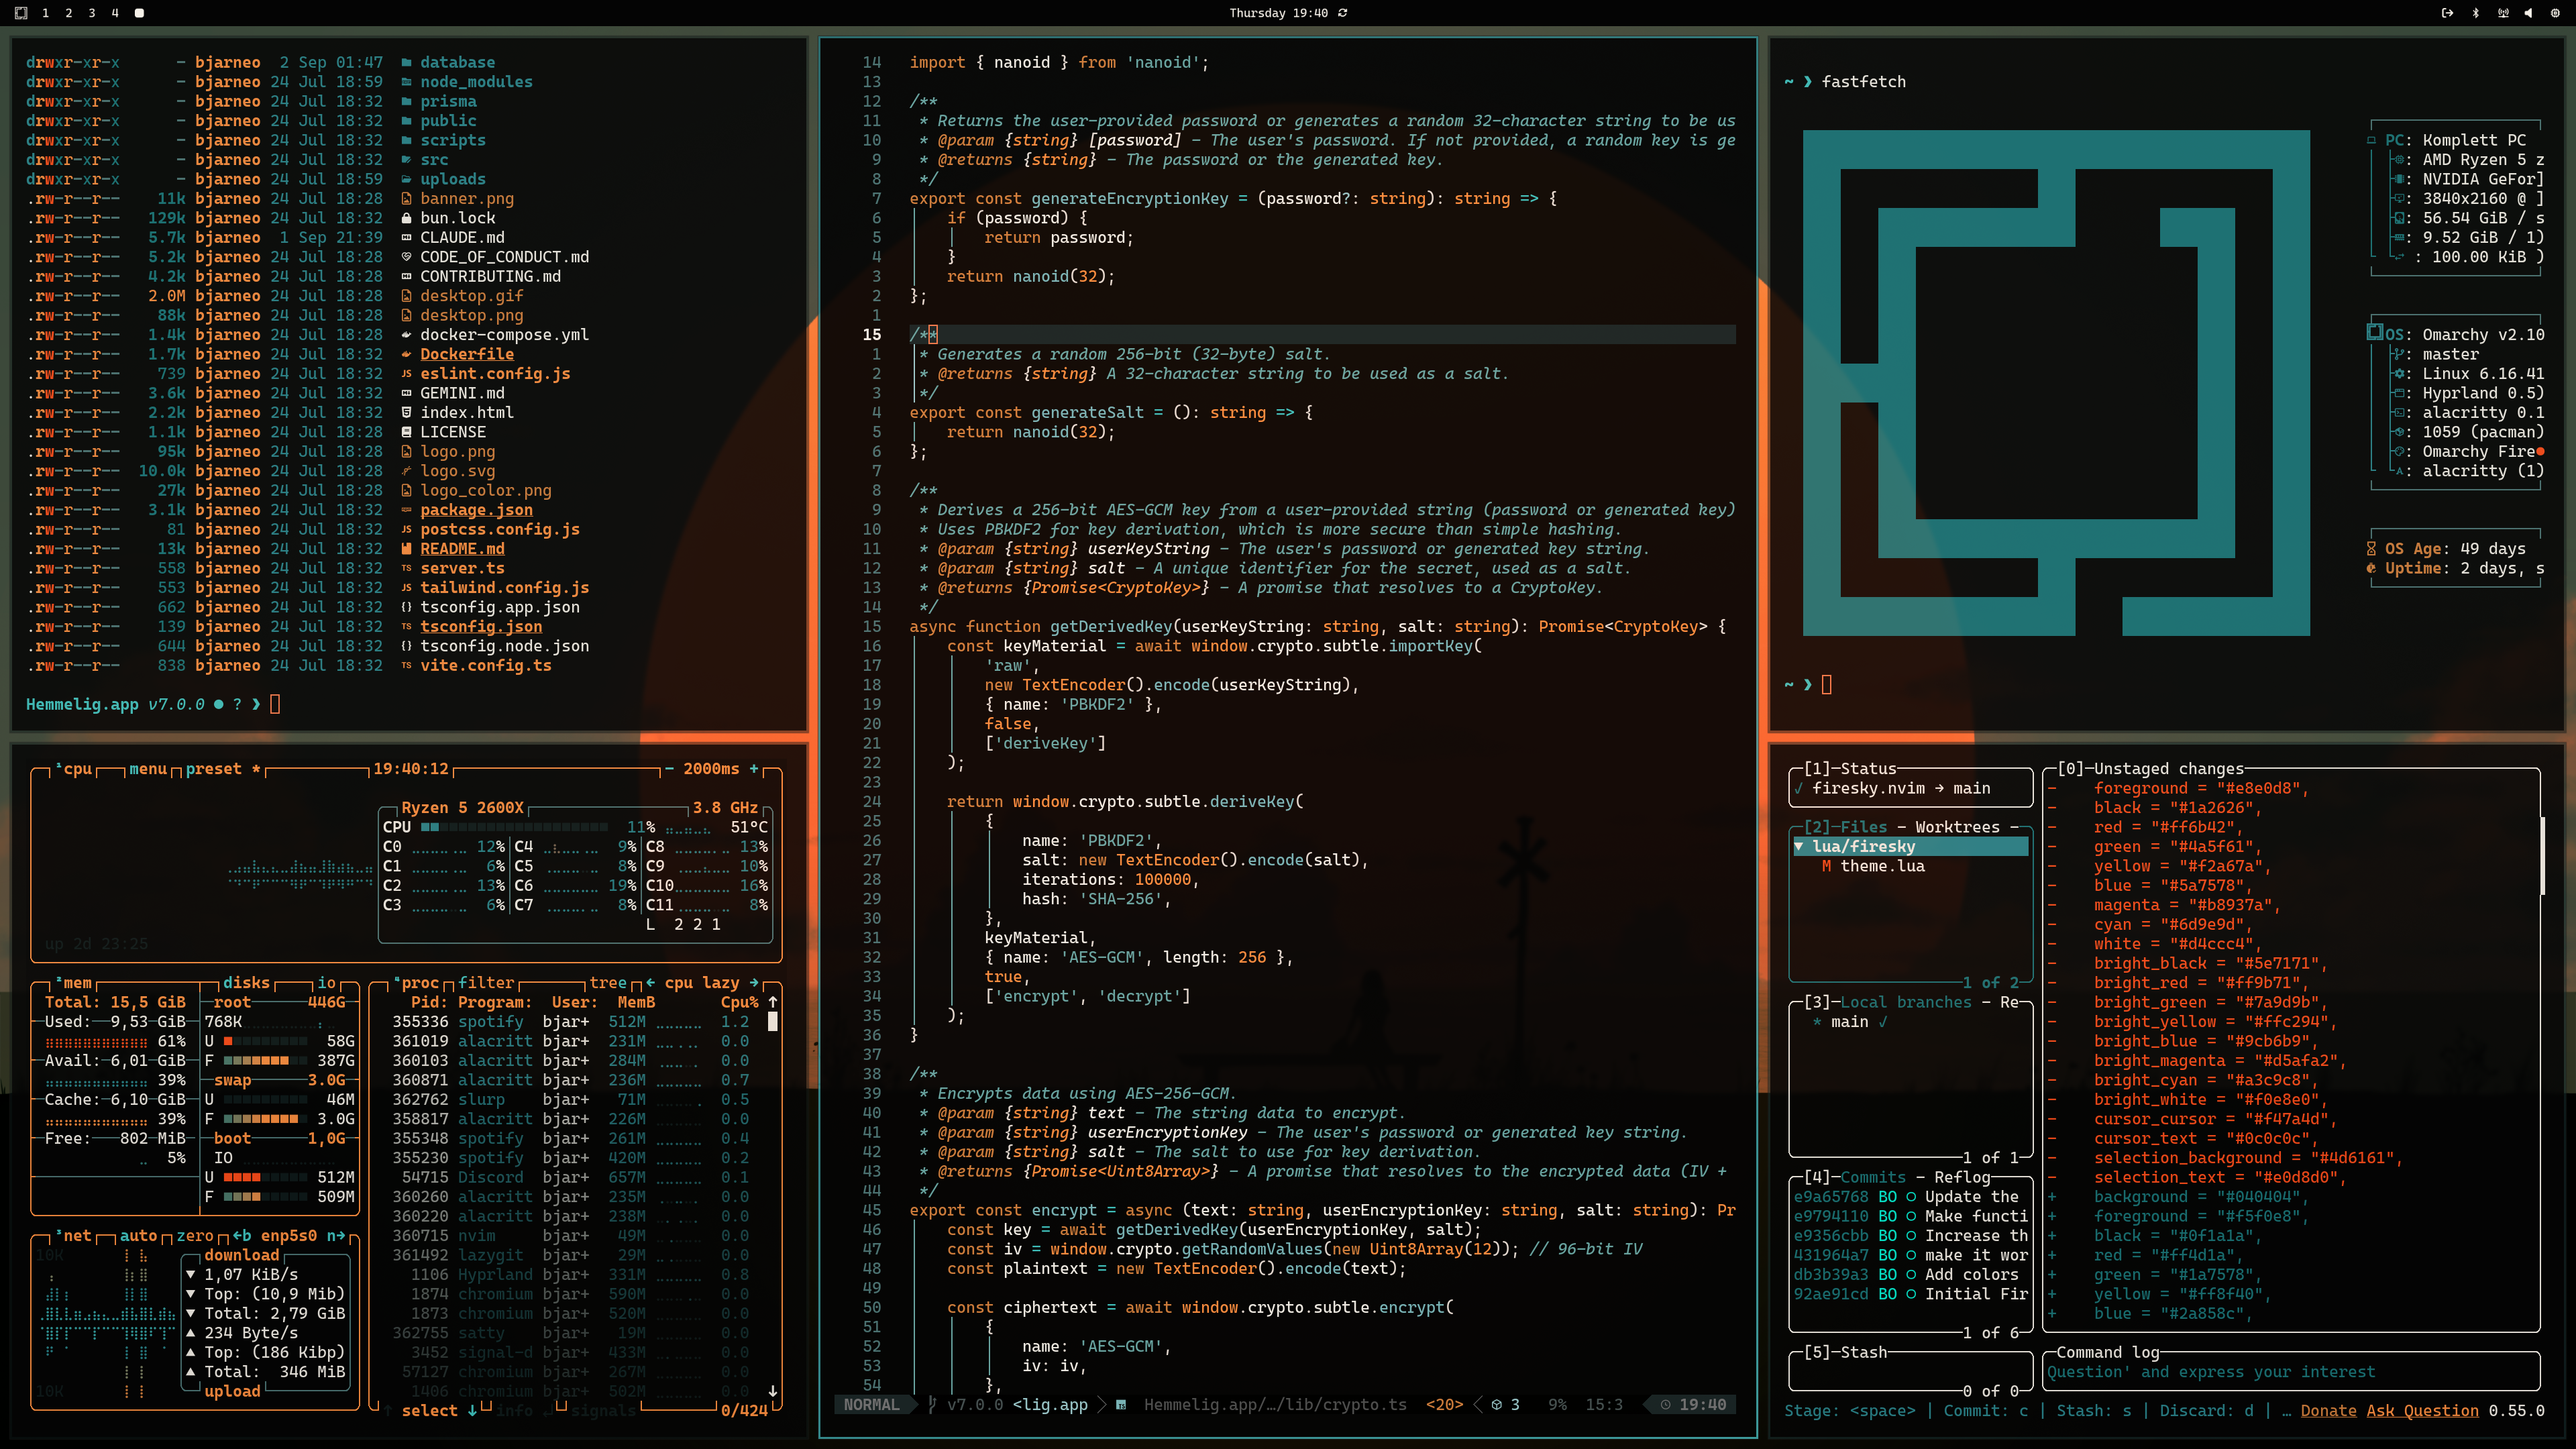 1 2 3 4
Thursday 19:40
drwxr-xr-x - bjarneo 2 Sep 01:47 database
drwxr-xr-x - bjarneo 24 Jul 18:59 node_modules
drwxr-xr-x - bjarneo 24 Jul 18:32 prisma
drwxr-xr-x - bjarneo 24 Jul 18:32 public
drwxr-xr-x - bjarneo 24 Jul 18:32 scripts
drwxr-xr-x - bjarneo 24 Jul 18:32 src
drwxr-xr-x - bjarneo 24 Jul 18:59 uploads
.rw-r--r-- 11k bjarneo 24 Jul 18:28 banner.png
.rw-r--r-- 129k bjarneo 24 Jul 18:32 bun.lock
.rw-r--r-- 5.7k bjarneo 1 Sep 21:39 CLAUDE.md
.rw-r--r-- 5.2k bjarneo 24 Jul 18:28 CODE_OF_CONDUCT.md
.rw-r--r-- 4.2k bjarneo 24 Jul 18:28 CONTRIBUTING.md
.rw-r--r-- 2.0M bjarneo 24 Jul 18:28 desktop.gif
.rw-r--r-- 88k bjarneo 24 Jul 18:28 desktop.png
.rw-r--r-- 1.4k bjarneo 24 Jul 18:32 docker-compose.yml
.rw-r--r-- 1.7k bjarneo 24 Jul 18:32 Dockerfile
.rw-r--r-- 739 bjarneo 24 Jul 18:32 JS eslint.config.js
.rw-r--r-- 3.6k bjarneo 24 Jul 18:32 GEMINI.md
.rw-r--r-- 2.2k bjarneo 24 Jul 18:32 index.html
.rw-r--r-- 1.1k bjarneo 24 Jul 18:32 LICENSE
.rw-r--r-- 95k bjarneo 24 Jul 18:28 logo.png
.rw-r--r-- 10.0k bjarneo 24 Jul 18:28 logo.svg
.rw-r--r-- 27k bjarneo 24 Jul 18:28 logo_color.png
.rw-r--r-- 3.1k bjarneo 24 Jul 18:32 package.json
.rw-r--r-- 81 bjarneo 24 Jul 18:32 JS postcss.config.js
.rw-r--r-- 13k bjarneo 24 Jul 18:32 README.md
.rw-r--r-- 558 bjarneo 24 Jul 18:32 TS server.ts
.rw-r--r-- 553 bjarneo 24 Jul 18:32 JS tailwind.config.js
.rw-r--r-- 662 bjarneo 24 Jul 18:32 {} tsconfig.app.json
.rw-r--r-- 139 bjarneo 24 Jul 18:32 TS tsconfig.json
.rw-r--r-- 644 bjarneo 24 Jul 18:32 {} tsconfig.node.json
.rw-r--r-- 838 bjarneo 24 Jul 18:32 TS vite.config.ts
Hemmelig.app v7.0.0 ● ? ❯
¹cpu menu preset * 19:40:12 - 2000ms +
Ryzen 5 2600X 3.8 GHz
CPU 11% 51°C
C0 12% C4 9% C8 13%
C1 6% C5 8% C9 10%
C2 13% C6 19% C10 16%
C3 6% C7 8% C11 8%
L 2 2 1
up 2d 23:25
²mem disks io
Total: 15,5 GiB root 446G
Used: 9,53 GiB 768K
61% U 58G
Avail: 6,01 GiB F 387G
39% swap 3.0G
Cache: 6,10 GiB U 46M
39% F 3.0G
Free: 802 MiB boot 1,0G
5% IO
U 512M
F 509M
³net auto zero ←b enp5s0 n→
10K download
▼ 1,07 KiB/s
▼ Top: (10,9 Mib)
▼ Total: 2,79 GiB
▲ 234 Byte/s
▲ Top: (186 Kibp)
▲ Total: 346 MiB
10K upload
⁴proc filter tree ← cpu lazy →
Pid: Program: User: MemB Cpu% ↑
355336 spotify bjar+ 512M 1.2
361019 alacritt bjar+ 231M 0.0
360103 alacritt bjar+ 284M 0.0
360871 alacritt bjar+ 236M 0.7
362762 slurp bjar+ 71M 0.5
358817 alacritt bjar+ 226M 0.0
355348 spotify bjar+ 261M 0.4
355230 spotify bjar+ 420M 0.2
54715 Discord bjar+ 657M 0.1
360260 alacritt bjar+ 235M 0.0
360220 alacritt bjar+ 238M 0.0
360715 nvim bjar+ 49M 0.0
361492 lazygit bjar+ 29M 0.0
1106 Hyprland bjar+ 331M 0.8
1874 chromium bjar+ 590M 0.0
1873 chromium bjar+ 520M 0.0
362755 satty bjar+ 19M 0.0
3452 signal-d bjar+ 433M 0.0
57127 chromium bjar+ 267M 0.0
1406 chromium bjar+ 502M 0.0 ↓
↑ select ↓ info ↲ signals 0/424
14 import { nanoid } from 'nanoid';
13
12 /**
11 * Returns the user-provided password or generates a random 32-character string to be us
10 * @param {string} [password] - The user's password. If not provided, a random key is ge
9 * @returns {string} - The password or the generated key.
8 */
7 export const generateEncryptionKey = (password?: string): string => {
6 if (password) {
5 return password;
4 }
3 return nanoid(32);
2 };
1
15 /**
1 * Generates a random 256-bit (32-byte) salt.
2 * @returns {string} A 32-character string to be used as a salt.
3 */
4 export const generateSalt = (): string => {
5 return nanoid(32);
6 };
7
8 /**
9 * Derives a 256-bit AES-GCM key from a user-provided string (password or generated key)
10 * Uses PBKDF2 for key derivation, which is more secure than simple hashing.
11 * @param {string} userKeyString - The user's password or generated key string.
12 * @param {string} salt - A unique identifier for the secret, used as a salt.
13 * @returns {Promise<CryptoKey>} - A promise that resolves to a CryptoKey.
14 */
15 async function getDerivedKey(userKeyString: string, salt: string): Promise<CryptoKey> {
16 const keyMaterial = await window.crypto.subtle.importKey(
17 'raw',
18 new TextEncoder().encode(userKeyString),
19 { name: 'PBKDF2' },
20 false,
21 ['deriveKey']
22 );
23
24 return window.crypto.subtle.deriveKey(
25 {
26 name: 'PBKDF2',
27 salt: new TextEncoder().encode(salt),
28 iterations: 100000,
29 hash: 'SHA-256',
30 },
31 keyMaterial,
32 { name: 'AES-GCM', length: 256 },
33 true,
34 ['encrypt', 'decrypt']
35 );
36 }
37
38 /**
39 * Encrypts data using AES-256-GCM.
40 * @param {string} text - The string data to encrypt.
41 * @param {string} userEncryptionKey - The user's password or generated key string.
42 * @param {string} salt - The salt to use for key derivation.
43 * @returns {Promise<Uint8Array>} - A promise that resolves to the encrypted data (IV +
44 */
45 export const encrypt = async (text: string, userEncryptionKey: string, salt: string): Pr
46 const key = await getDerivedKey(userEncryptionKey, salt);
47 const iv = window.crypto.getRandomValues(new Uint8Array(12)); // 96-bit IV
48 const plaintext = new TextEncoder().encode(text);
49
50 const ciphertext = await window.crypto.subtle.encrypt(
51 {
52 name: 'AES-GCM',
53 iv: iv,
54 },
NORMAL v7.0.0 <lig.app Hemmelig.app/…/lib/crypto.ts <20> 3 9% 15:3 19:40
~ ❯ fastfetch
PC: Komplett PC
: AMD Ryzen 5 z
: NVIDIA GeFor]
: 3840x2160 @ ]
: 56.54 GiB / s
: 9.52 GiB / 1)
: 100.00 KiB )
OS: Omarchy v2.10
: master
: Linux 6.16.41
: Hyprland 0.5)
: alacritty 0.1
: 1059 (pacman)
: Omarchy Fire●
: alacritty (1)
OS Age: 49 days
Uptime: 2 days, s
~ ❯
[1]─Status
✓ firesky.nvim → main
[2]─Files - Worktrees -
▼ lua/firesky
M theme.lua
1 of 2
[3]─Local branches - Re
* main ✓
1 of 1
[4]─Commits - Reflog
e9a65768 BO ○ Update the
e9794110 BO ○ Make functi
e9356cbb BO ○ Increase th
431964a7 BO ○ make it wor
db3b39a3 BO ○ Add colors
92ae91cd BO ○ Initial Fir
1 of 6
[5]─Stash
0 of 0
[0]─Unstaged changes
- foreground = "#e8e0d8",
- black = "#1a2626",
- red = "#ff6b42",
- green = "#4a5f61",
- yellow = "#f2a67a",
- blue = "#5a7578",
- magenta = "#b8937a",
- cyan = "#6d9e9d",
- white = "#d4ccc4",
- bright_black = "#5e7171",
- bright_red = "#ff9b71",
- bright_green = "#7a9d9b",
- bright_yellow = "#ffc294",
- bright_blue = "#9cb6b9",
- bright_magenta = "#d5afa2",
- bright_cyan = "#a3c9c8",
- bright_white = "#f0e8e0",
- cursor_cursor = "#f47a4d",
- cursor_text = "#0c0c0c",
- selection_background = "#4d6161",
- selection_text = "#e0d8d0",
+ background = "#040404",
+ foreground = "#f5f0e8",
+ black = "#0f1a1a",
+ red = "#ff4d1a",
+ green = "#1a7578",
+ yellow = "#ff8f40",
+ blue = "#2a858c",
Command log
Question' and express your interest
Stage: <space> | Commit: c | Stash: s | Discard: d | … Donate Ask Question 0.55.0